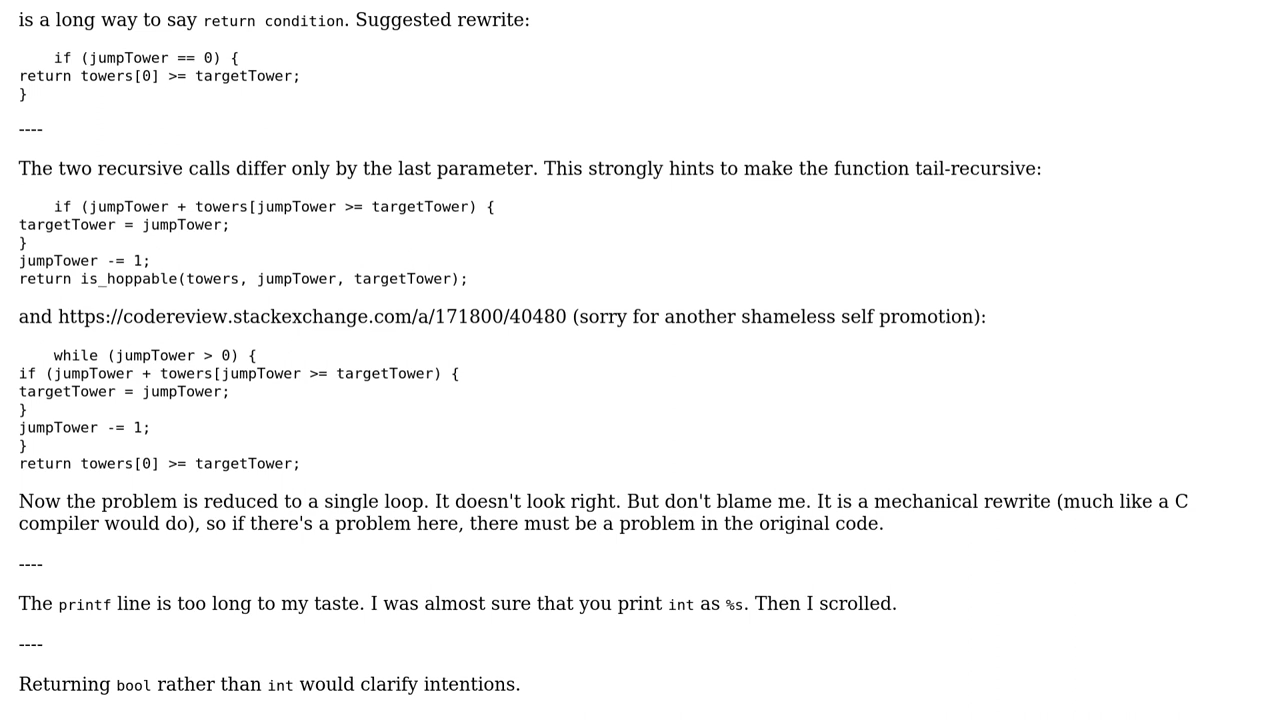 is a long way to say return condition. Suggested rewrite:
if (jumpTower == 0) {
return towers[0] >= targetTower;
}
----
The two recursive calls differ only by the last parameter. This strongly hints to make the function tail-recursive:
if (jumpTower + towers[jumpTower >= targetTower) {
targetTower = jumpTower;
}
jumpTower -= 1;
return is_hoppable(towers, jumpTower, targetTower);
and https://codereview.stackexchange.com/a/171800/40480 (sorry for another shameless self promotion):
while (jumpTower > 0) {
if (jumpTower + towers[jumpTower >= targetTower) {
targetTower = jumpTower;
}
jumpTower -= 1;
}
return towers[0] >= targetTower;
Now the problem is reduced to a single loop. It doesn't look right. But don't blame me. It is a mechanical rewrite (much like a C
compiler would do), so if there's a problem here, there must be a problem in the original code.
----
The printf line is too long to my taste. I was almost sure that you print int as %s. Then I scrolled.
----
Returning bool rather than int would clarify intentions.